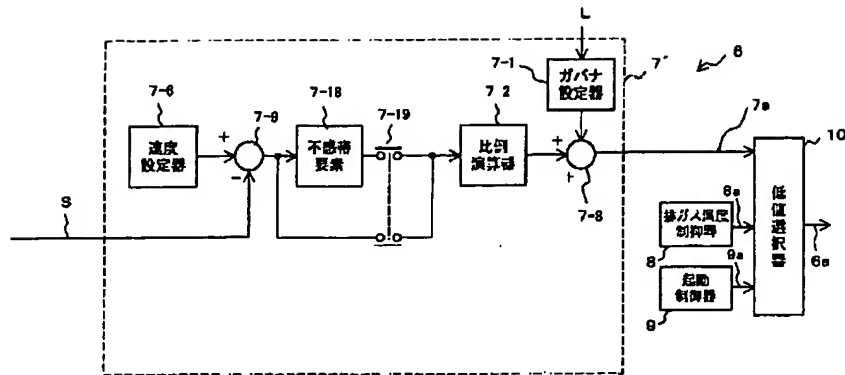 L
6
7-1
ガバナ
設定器
7'
7-6
速度
設定器
+
-
7-9
7-18
不感帯
要素
7-19
7 2
比例
演算器
+
+
7-8
7a
10
低値選択器
S
排ガス温度
制御器
8
8a
起動
制御器
9
9a
6a